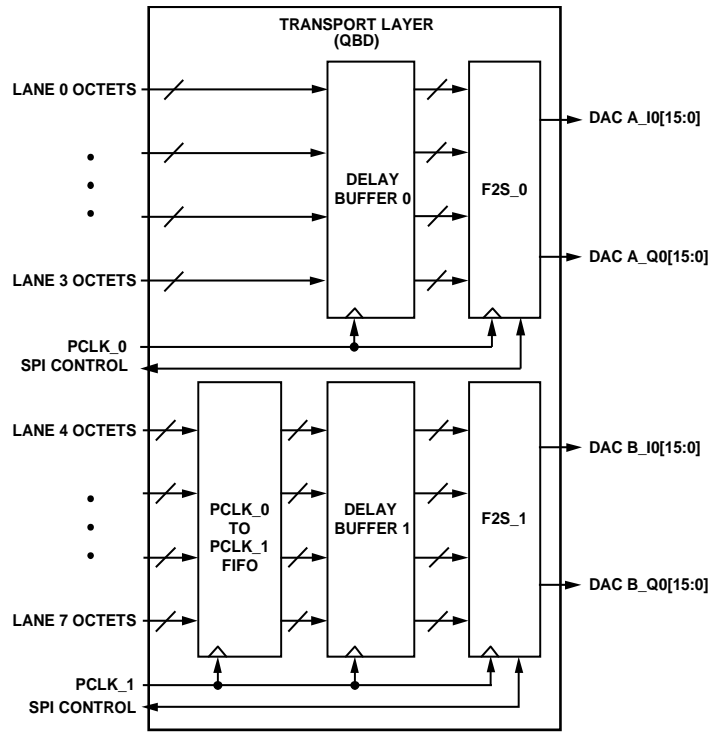 TRANSPORT LAYER
(QBD)
LANE 0 OCTETS
LANE 3 OCTETS
DELAY
BUFFER 0
F2S_0
DAC A_I0[15:0]
DAC A_Q0[15:0]
PCLK_0
SPI CONTROL
LANE 4 OCTETS
LANE 7 OCTETS
PCLK_0
TO
PCLK_1
FIFO
DELAY
BUFFER 1
F2S_1
DAC B_I0[15:0]
DAC B_Q0[15:0]
PCLK_1
SPI CONTROL